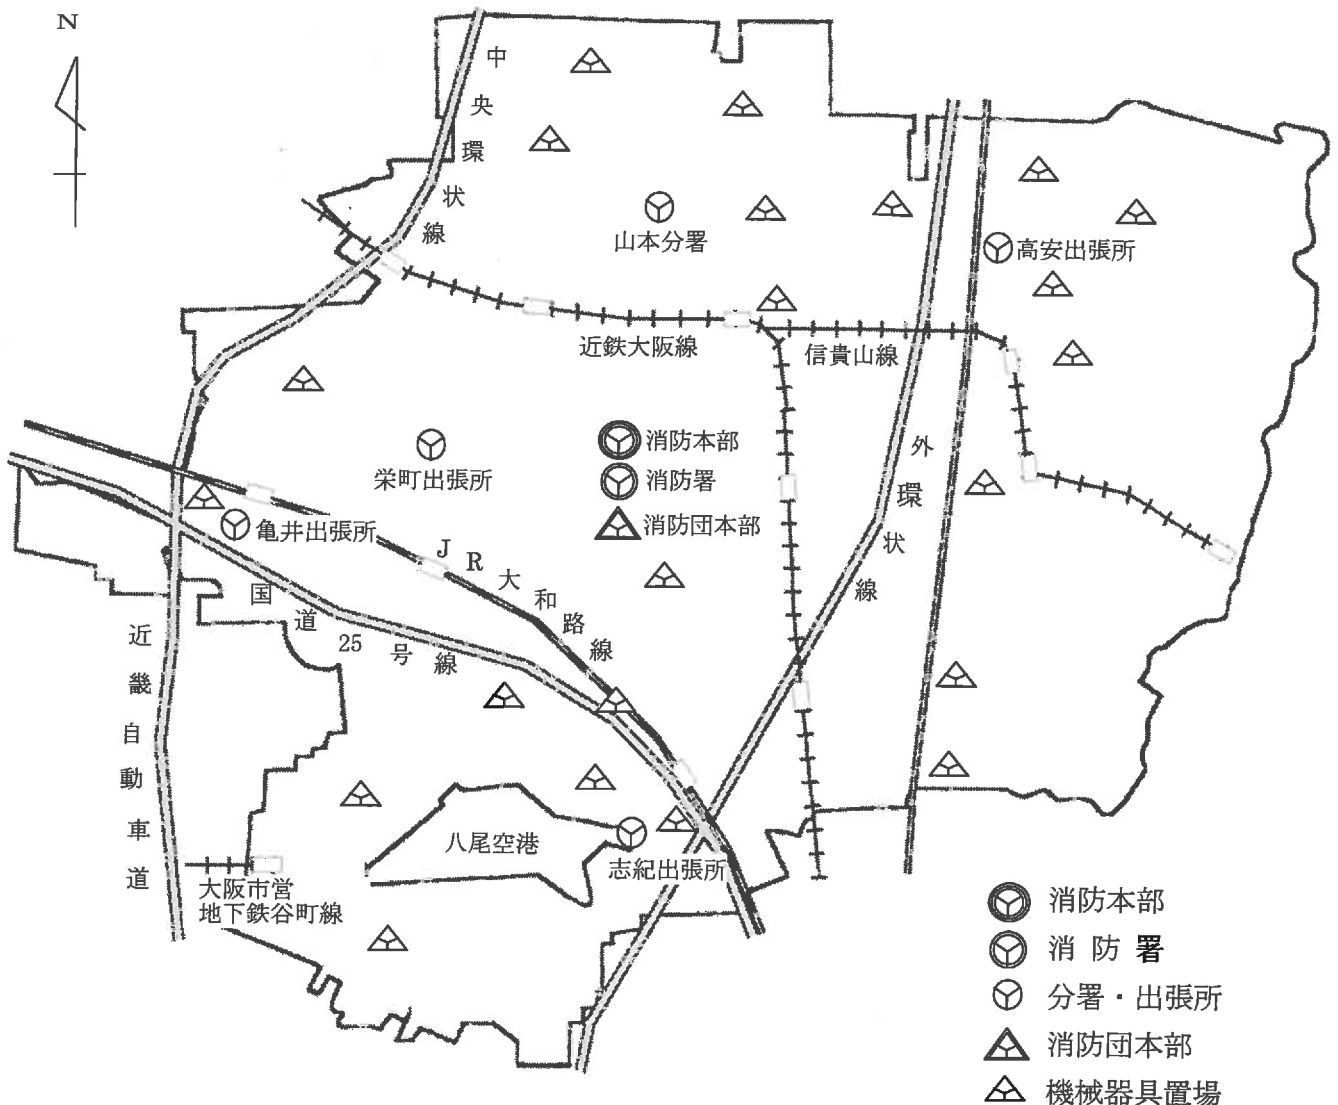 N
中央環状線
山本分署
高安出張所
近鉄大阪線
信貴山線
消防本部
消防署
消防団本部
栄町出張所
亀井出張所
外環状線
JR大和路線
国道25号線
近畿自動車道
八尾空港
志紀出張所
大阪市営
地下鉄谷町線
消防本部
消防署
分署・出張所
消防団本部
機械器具置場